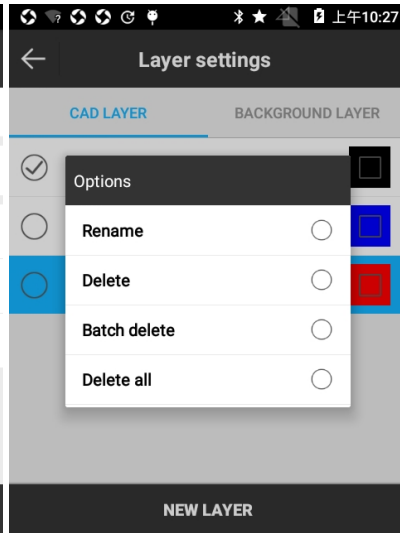 上午10:27
Layer settings
CAD LAYER
BACKGROUND LAYER
Options
Rename
Delete
Batch delete
Delete all
NEW LAYER